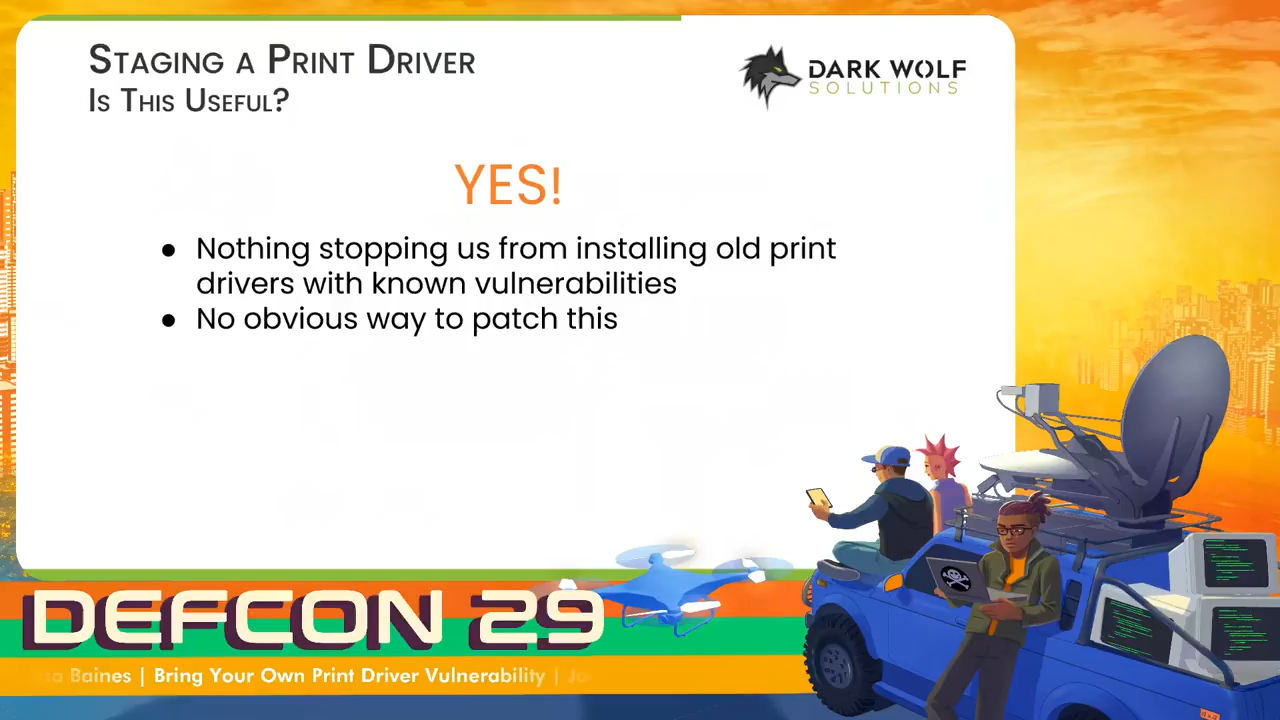 STAGING A PRINT DRIVER
IS THIS USEFUL?
DARK WOLF
SOLUTIONS
YES!
● Nothing stopping us from installing old print
drivers with known vulnerabilities
● No obvious way to patch this
DEFCON 29
Baines | Bring Your Own Print Driver Vulnerability |